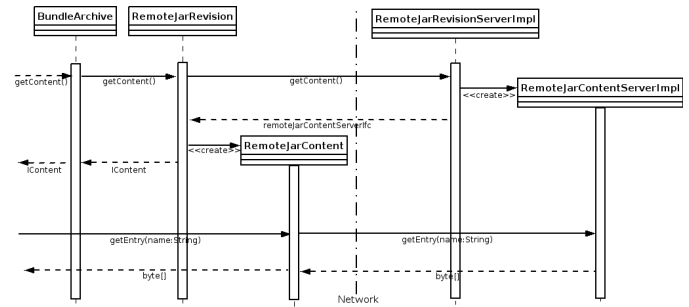 BundleArchive
RemoteJarRevision
RemoteJarRevisionServerImpl
getContent()
getContent()
getContent()
RemoteJarContentServerImpl
<<create>>
remoteJarContentServerIfc
RemoteJarContent
<<create>>
IContent
IContent
getEntry(name:String)
getEntry(name:String)
byte[]
byte[]
Network